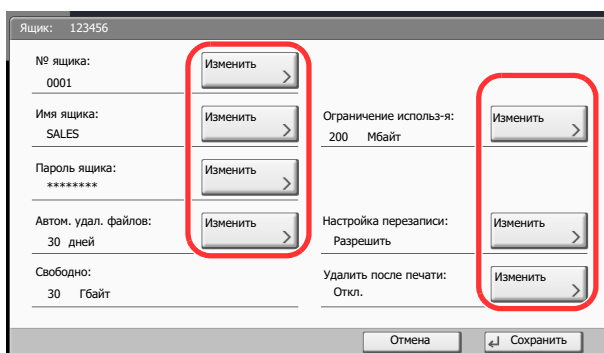 Ящик: 123456
№ ящика:
0001
Изменить
Имя ящика:
SALES
Изменить
Пароль ящика:
********
Изменить
Автом. удал. файлов:
30 дней
Изменить
Свободно:
30 Гбайт
Ограничение использ-я:
200 Мбайт
Изменить
Настройка перезаписи:
Разрешить
Изменить
Удалить после печати:
Откл.
Изменить
Отмена
Сохранить